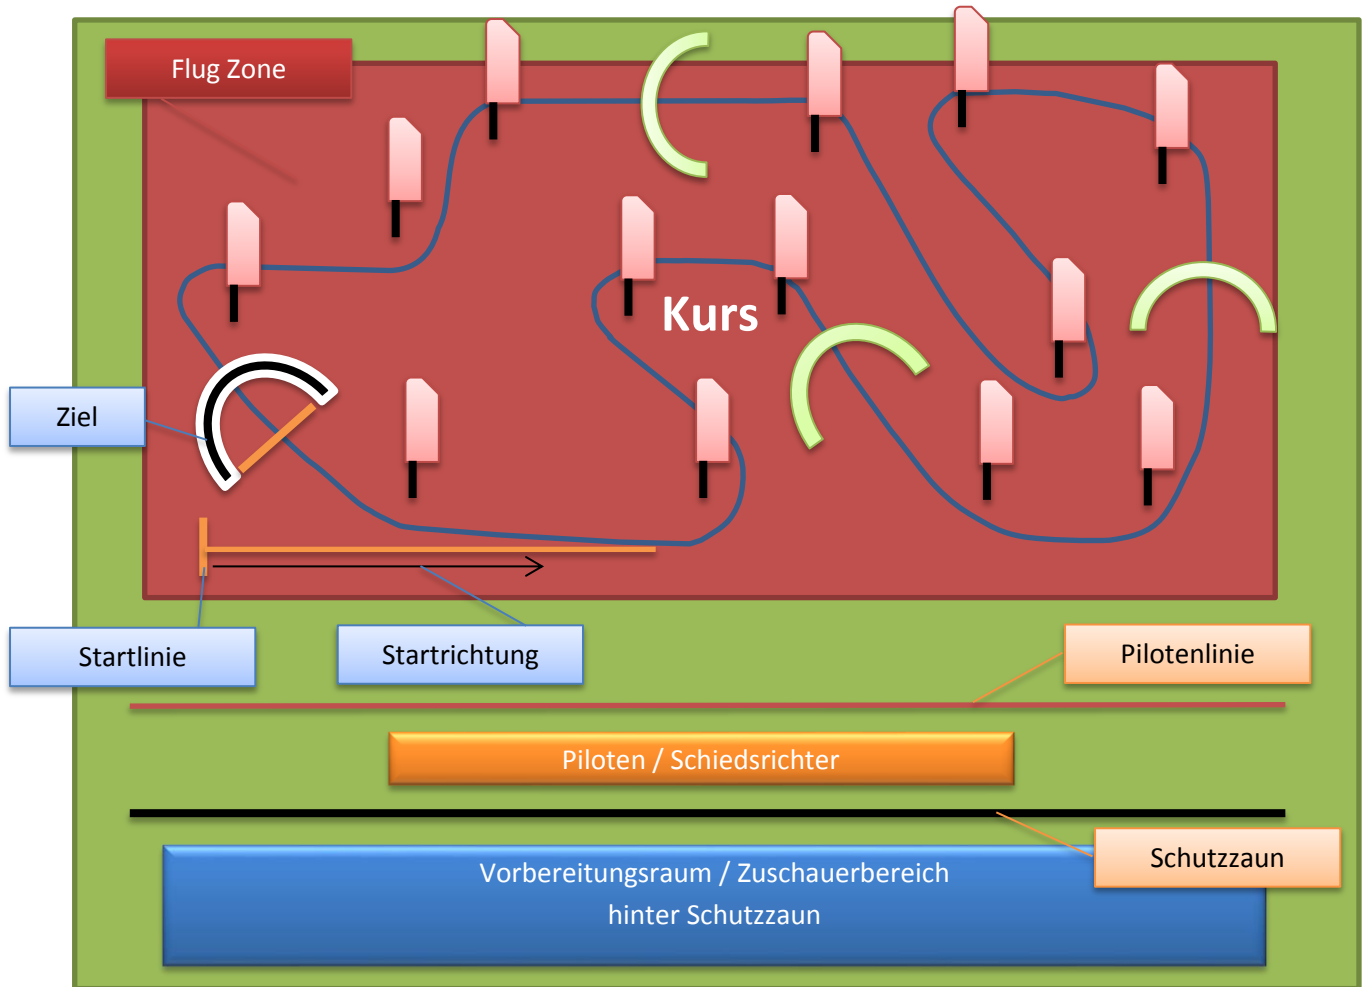 Flug Zone
Kurs
Ziel
Startlinie
Startrichtung
Pilotenlinie
Piloten / Schiedsrichter
Schutzzaun
Vorbereitungsraum / Zuschauerbereich
hinter Schutzzaun